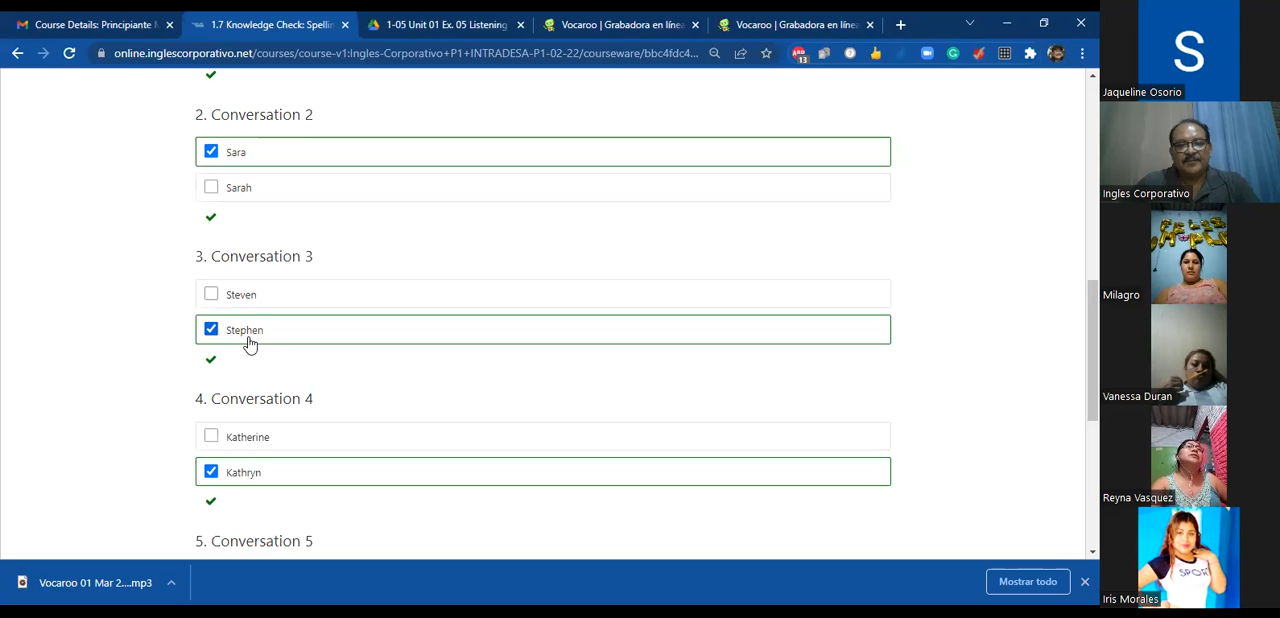 Course Details: Principiante
1.7 Knowledge Check: Spellin
1-05 Unit 01 Ex. 05 Listening
Vocaroo | Grabadora en línea
Vocaroo | Grabadora en línea
online.inglescorporativo.net/courses/course-v1:Ingles-Corporativo+P1+INTRADESA-P1-02-22/courseware/bbc4fdc4...
13
2. Conversation 2
Sara
Sarah
3. Conversation 3
Steven
Stephen
4. Conversation 4
Katherine
Kathryn
5. Conversation 5
Vocaroo 01 Mar 2....mp3
Mostrar todo
S
Jaqueline Osorio
Ingles Corporativo
Milagro
Vanessa Duran
Reyna Vasquez
SPORT
Iris Morales